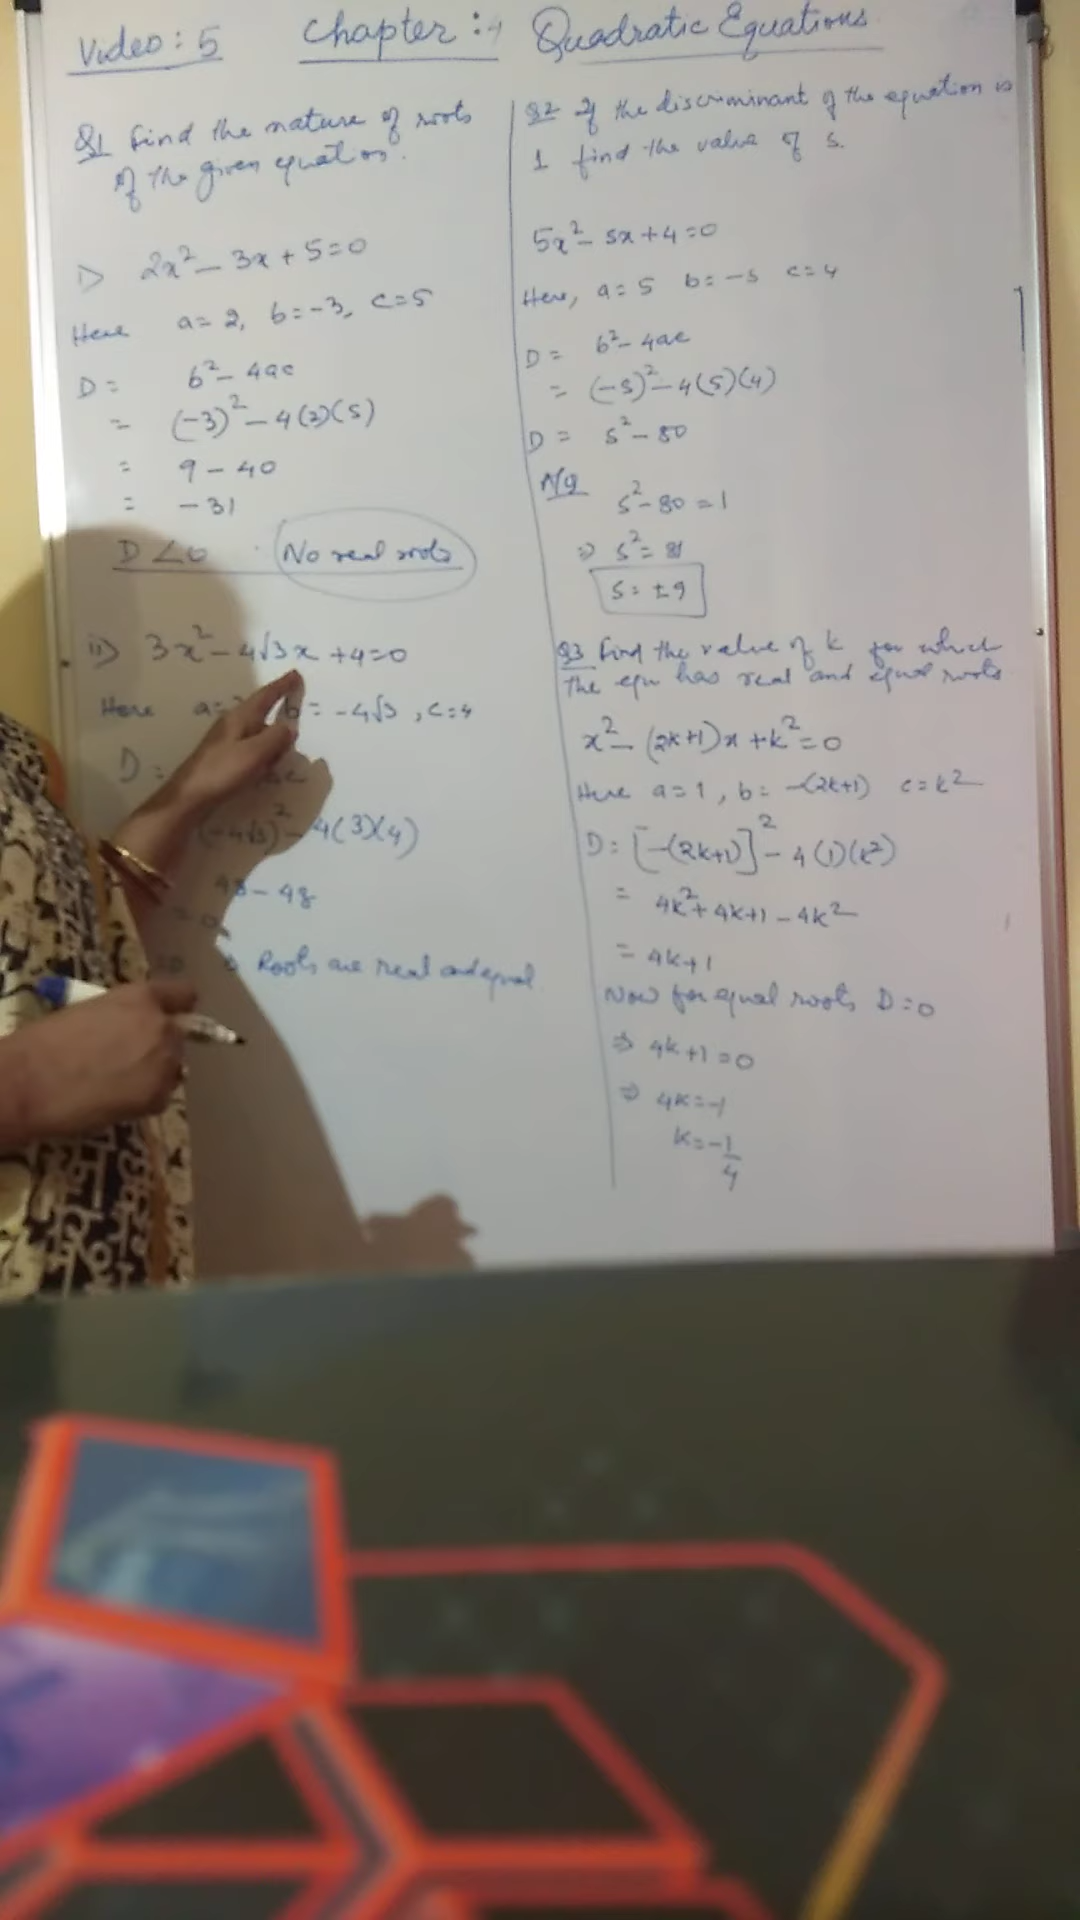 Video: 5 Chapter :- Quadratic Equations
Q1 Find the nature of roots
of the given equation.
i) 2x² - 3x + 5 = 0
Here a = 2, b = -3, c = 5
D = b² - 4ac
= (-3)² - 4(2)(5)
= 9 - 40
= -31
D < 0 No real roots
ii) 3x² - 4√3x + 4 = 0
Here a = b = -4√3, c = 4
D =
(-4√3)² - 4(3)(4)
48 - 48
= 0
Roots are real and equal
Q2 If the discriminant of the equation is
1 find the value of s.
5x² - sx + 4 = 0
Here, a = 5 b = -s c = 4
D = b² - 4ac
= (-s)² - 4(5)(4)
D = s² - 80
A/q
s² - 80 = 1
⇒ s² = 81
s = ±9
Q3 Find the value of k for which
the eqn has real and equal roots
x² - (2k+1)x + k² = 0
Here a = 1, b = -(2k+1) c = k²
D = [-(2k+1)]² - 4(1)(k²)
= 4k² + 4k + 1 - 4k²
= 4k + 1
Now for equal roots D = 0
⇒ 4k + 1 = 0
⇒ 4k = -1
k = -1/4